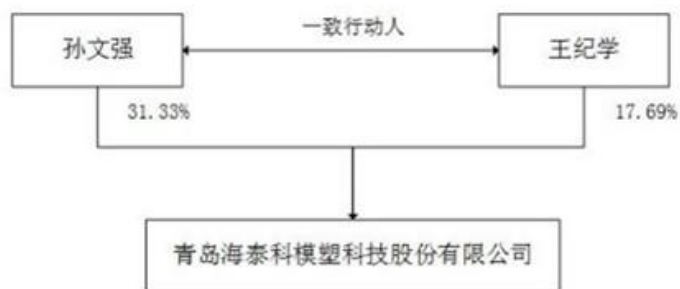 一致行动人
孙文强
王纪学
31.33%
17.69%
青岛海泰科模塑科技股份有限公司